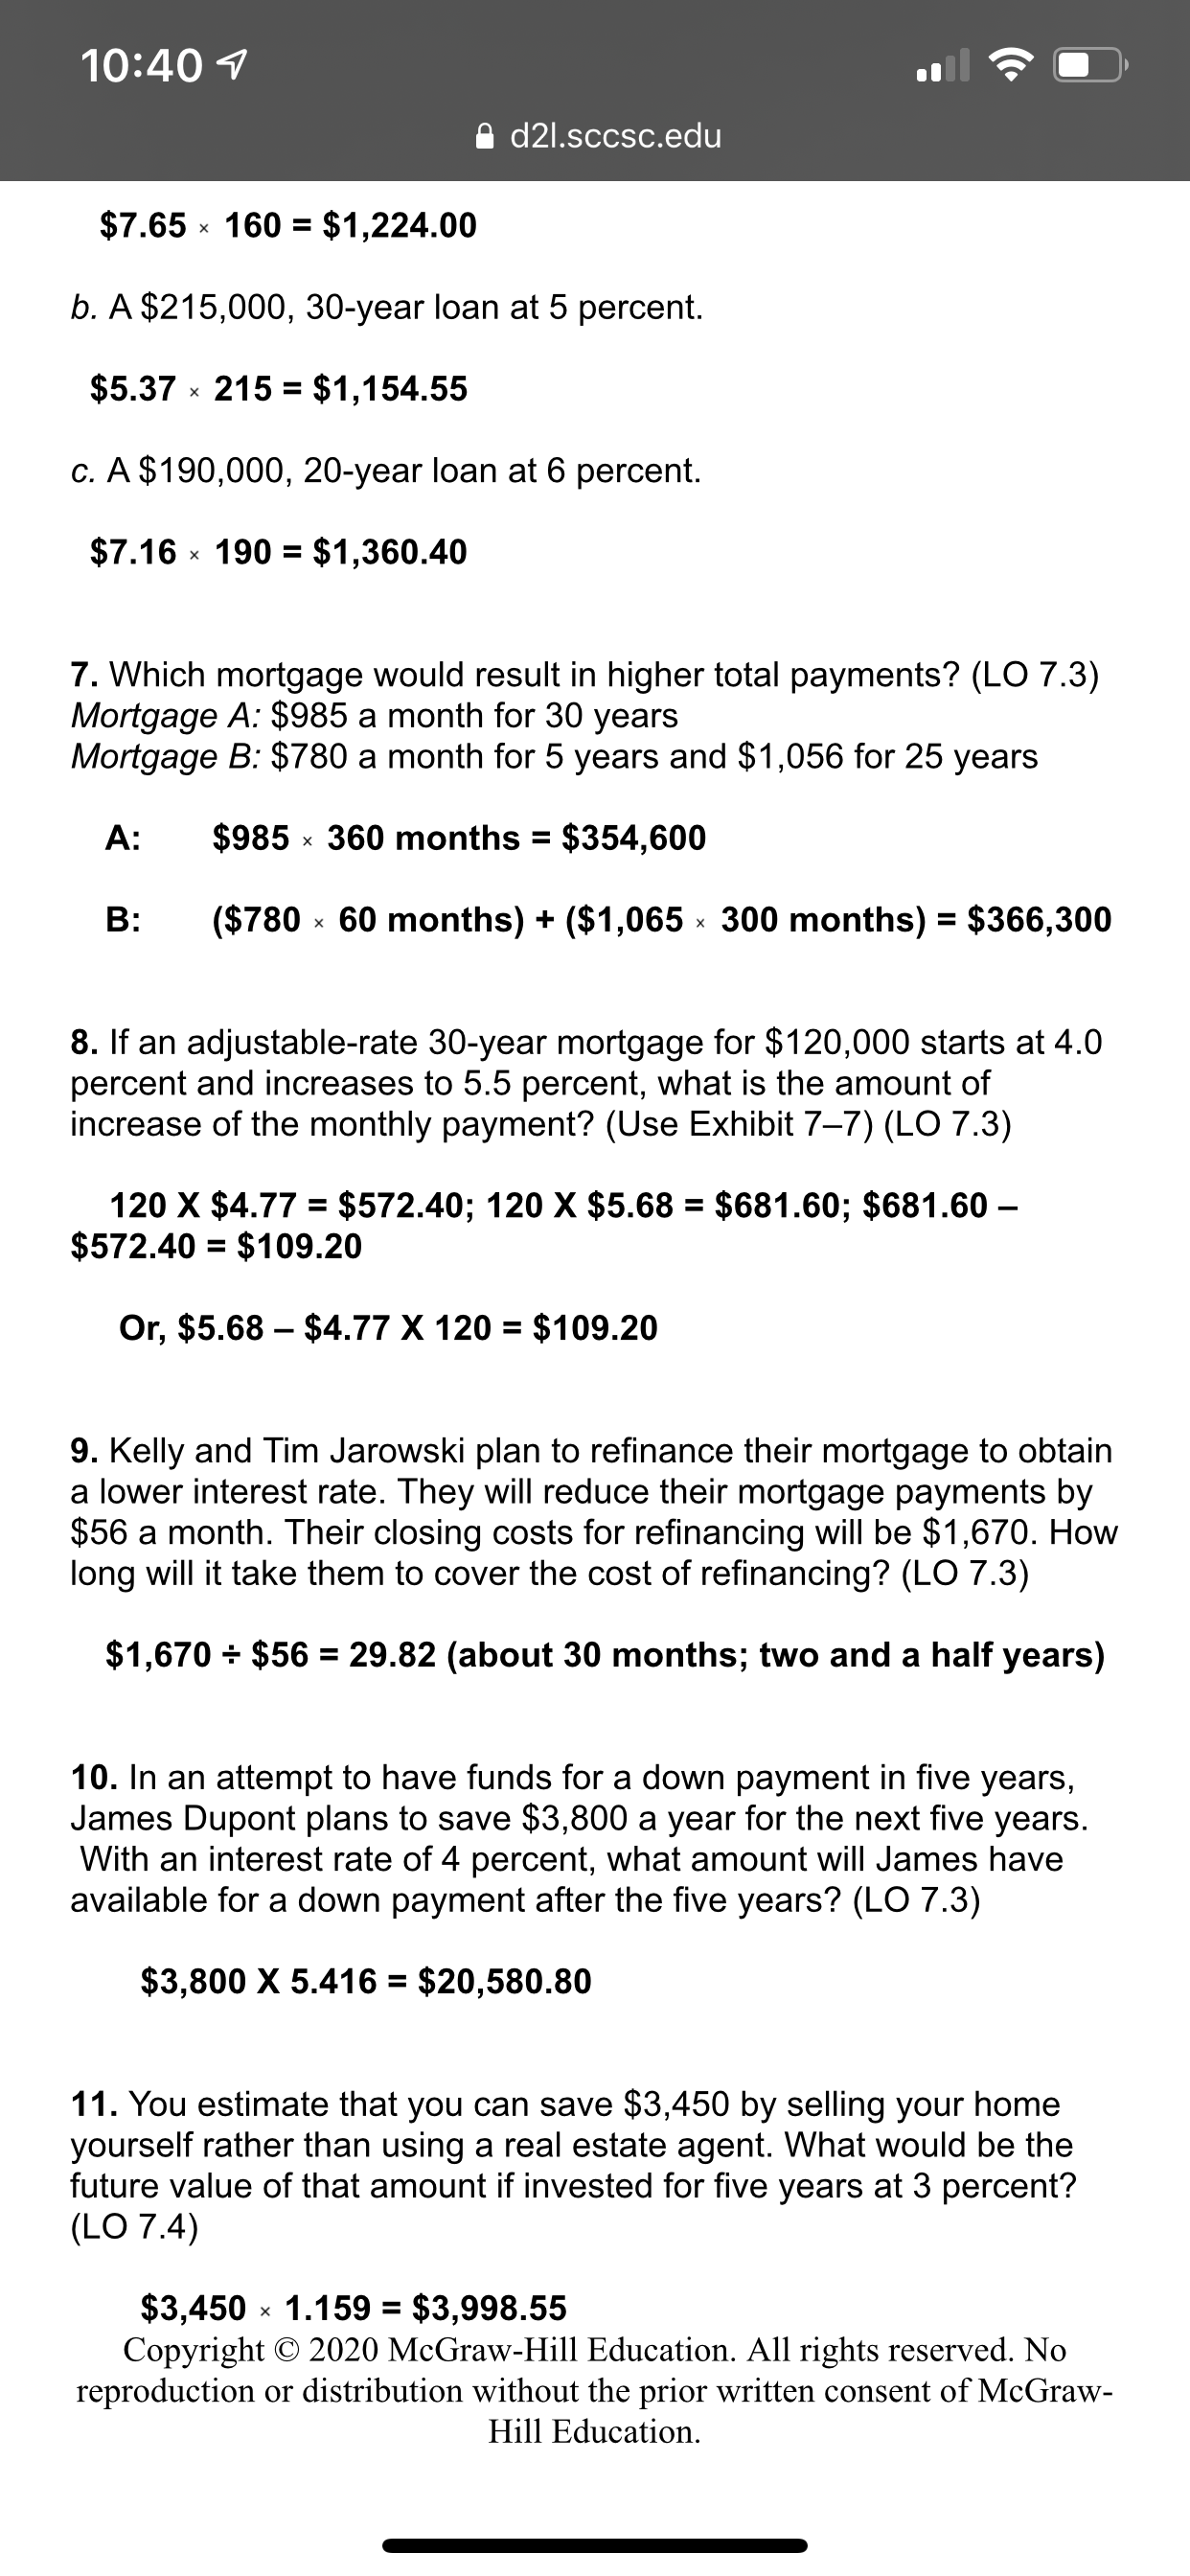 10:40
d2l.sccsc.edu
$7.65 × 160 = $1,224.00
b. A $215,000, 30-year loan at 5 percent.
$5.37 × 215 = $1,154.55
c. A $190,000, 20-year loan at 6 percent.
$7.16 × 190 = $1,360.40
7. Which mortgage would result in higher total payments? (LO 7.3)
Mortgage A: $985 a month for 30 years
Mortgage B: $780 a month for 5 years and $1,056 for 25 years
A: $985 × 360 months = $354,600
B: ($780 × 60 months) + ($1,065 × 300 months) = $366,300
8. If an adjustable-rate 30-year mortgage for $120,000 starts at 4.0
percent and increases to 5.5 percent, what is the amount of
increase of the monthly payment? (Use Exhibit 7–7) (LO 7.3)
120 X $4.77 = $572.40; 120 X $5.68 = $681.60; $681.60 –
$572.40 = $109.20
Or, $5.68 – $4.77 X 120 = $109.20
9. Kelly and Tim Jarowski plan to refinance their mortgage to obtain
a lower interest rate. They will reduce their mortgage payments by
$56 a month. Their closing costs for refinancing will be $1,670. How
long will it take them to cover the cost of refinancing? (LO 7.3)
$1,670 ÷ $56 = 29.82 (about 30 months; two and a half years)
10. In an attempt to have funds for a down payment in five years,
James Dupont plans to save $3,800 a year for the next five years.
With an interest rate of 4 percent, what amount will James have
available for a down payment after the five years? (LO 7.3)
$3,800 X 5.416 = $20,580.80
11. You estimate that you can save $3,450 by selling your home
yourself rather than using a real estate agent. What would be the
future value of that amount if invested for five years at 3 percent?
(LO 7.4)
$3,450 × 1.159 = $3,998.55
Copyright © 2020 McGraw-Hill Education. All rights reserved. No
reproduction or distribution without the prior written consent of McGraw-
Hill Education.